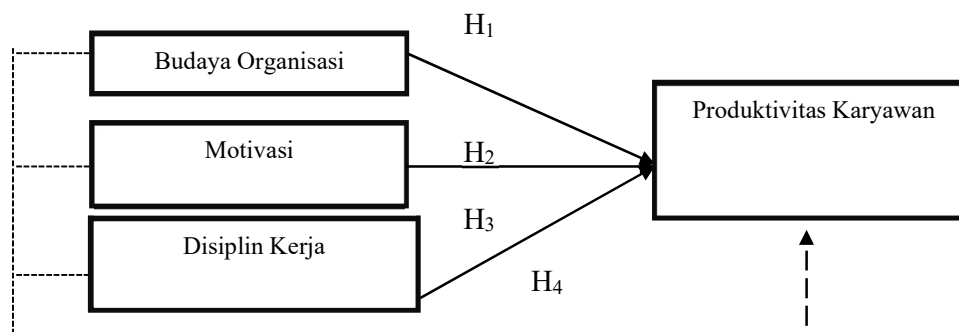 H₁
Budaya Organisasi
Produktivitas Karyawan
Motivasi
H₂
H₃
Disiplin Kerja
H₄